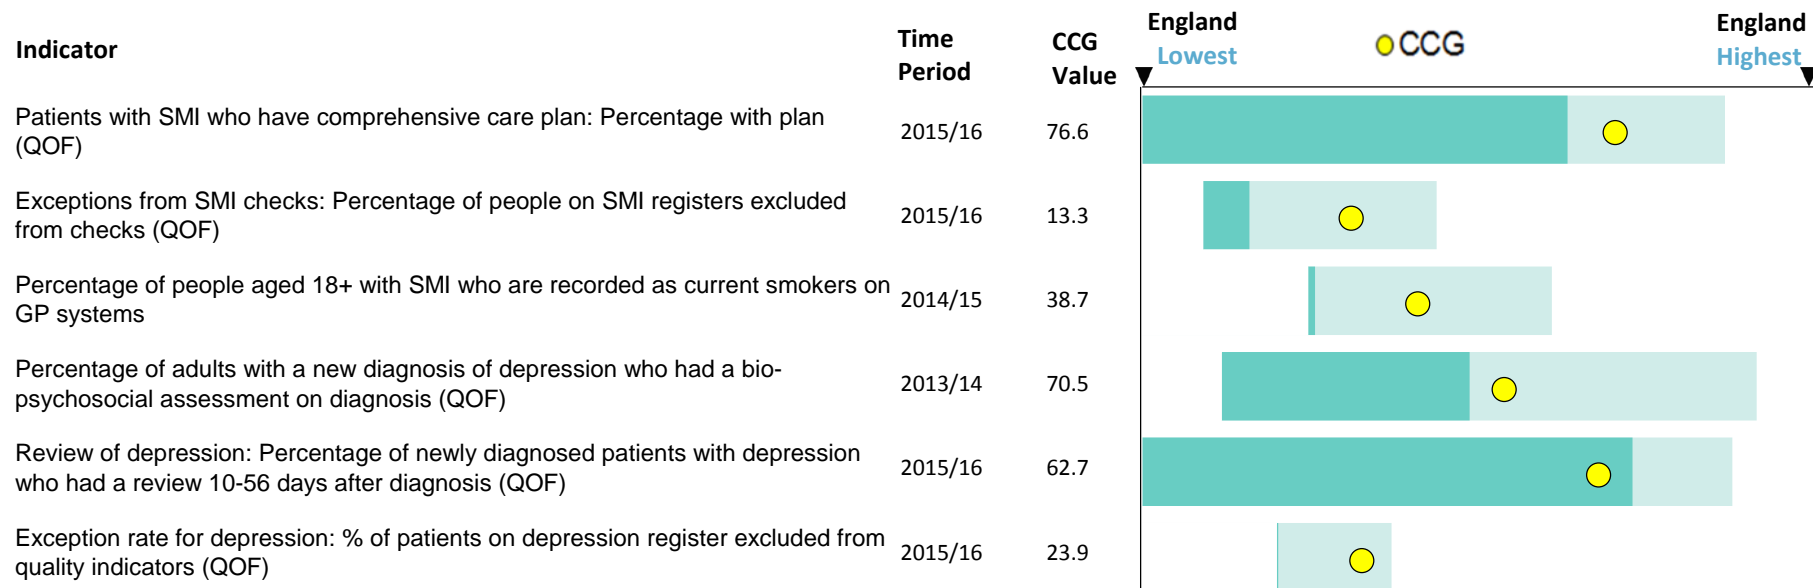 Indicator
Time
Period
CCG
Value
England
Lowest
CCG
England
Highest
Patients with SMI who have comprehensive care plan: Percentage with plan
(QOF)
2015/16
76.6
Exceptions from SMI checks: Percentage of people on SMI registers excluded
from checks (QOF)
2015/16
13.3
Percentage of people aged 18+ with SMI who are recorded as current smokers on
GP systems
2014/15
38.7
Percentage of adults with a new diagnosis of depression who had a bio-
psychosocial assessment on diagnosis (QOF)
2013/14
70.5
Review of depression: Percentage of newly diagnosed patients with depression
who had a review 10-56 days after diagnosis (QOF)
2015/16
62.7
Exception rate for depression: % of patients on depression register excluded from
quality indicators (QOF)
2015/16
23.9